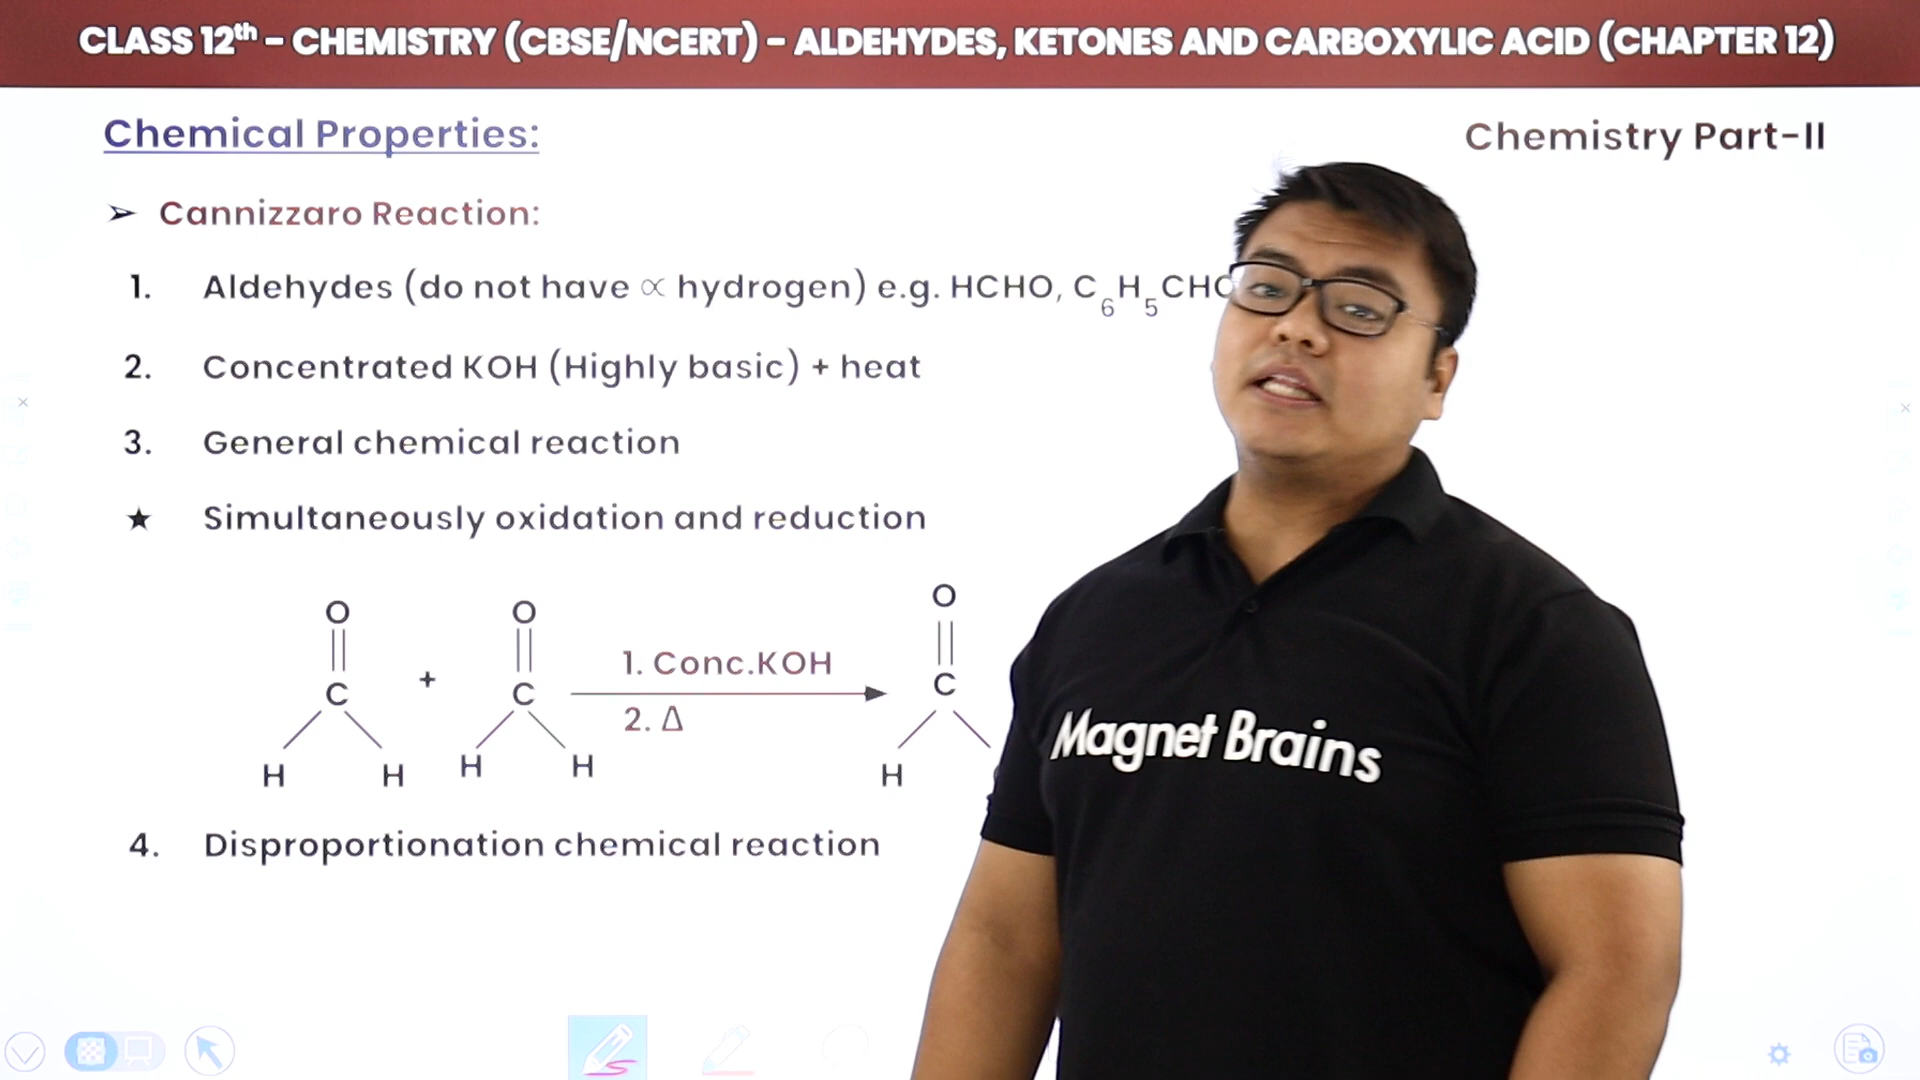 CLASS 12th – CHEMISTRY (CBSE/NCERT) – ALDEHYDES, KETONES AND CARBOXYLIC ACID (CHAPTER 12)
Chemical Properties:
Chemistry Part-II
➢ Cannizzaro Reaction:
1. Aldehydes (do not have ∝ hydrogen) e.g. HCHO, C6H5CHO
2. Concentrated KOH (Highly basic) + heat
3. General chemical reaction
★ Simultaneously oxidation and reduction
O O O
1. Conc.KOH
C + C C
2. Δ
H H H H H
Magnet Brains
4. Disproportionation chemical reaction